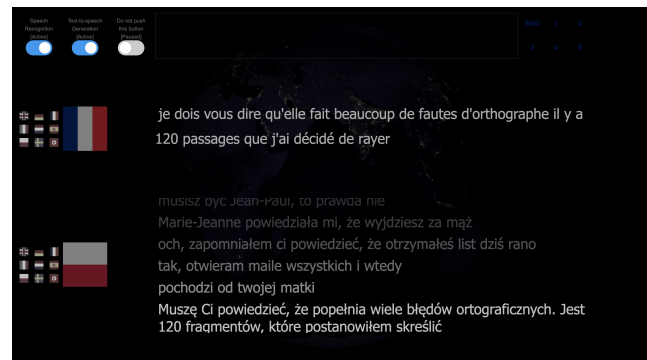 Speech
Recognition
[Active]
Text-to-speech
Generation
[Active]
Do not push
this button
[Paused]
END 1 2
3 4 5
je dois vous dire qu'elle fait beaucoup de fautes d'orthographe il y a
120 passages que j'ai décidé de rayer
musisz być Jean-Paul, to prawda nie
Marie-Jeanne powiedziała mi, że wyjdziesz za mąż
och, zapomniałem ci powiedzieć, że otrzymałeś list dziś rano
tak, otwieram maile wszystkich i wtedy
pochodzi od twojej matki
Muszę Ci powiedzieć, że popełnia wiele błędów ortograficznych. Jest
120 fragmentów, które postanowiłem skreślić